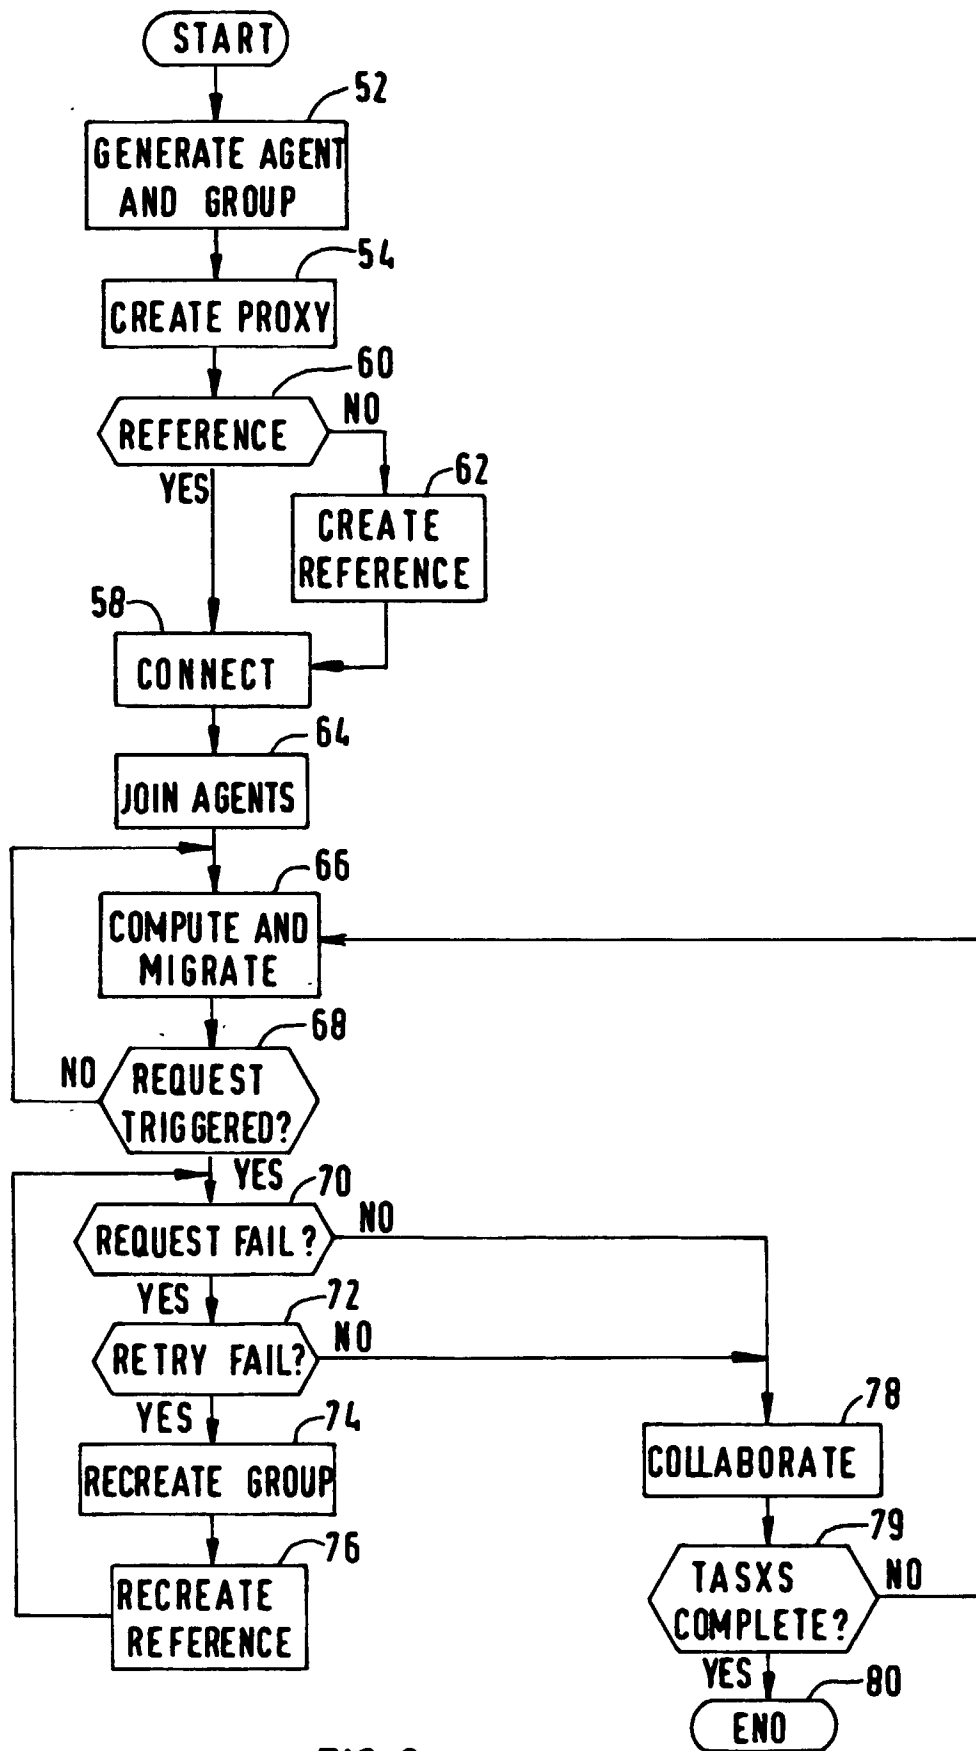 START
52
GENERATE AGENT
AND GROUP
54
CREATE PROXY
60
REFERENCE
NO
YES
62
CREATE
REFERENCE
58
CONNECT
64
JOIN AGENTS
66
COMPUTE AND
MIGRATE
68
NO
REQUEST
TRIGGERED?
YES
70
REQUEST FAIL?
NO
YES
72
RETRY FAIL?
NO
YES
74
RECREATE GROUP
76
RECREATE
REFERENCE
78
COLLABORATE
79
TASXS
COMPLETE?
NO
YES
80
ENO